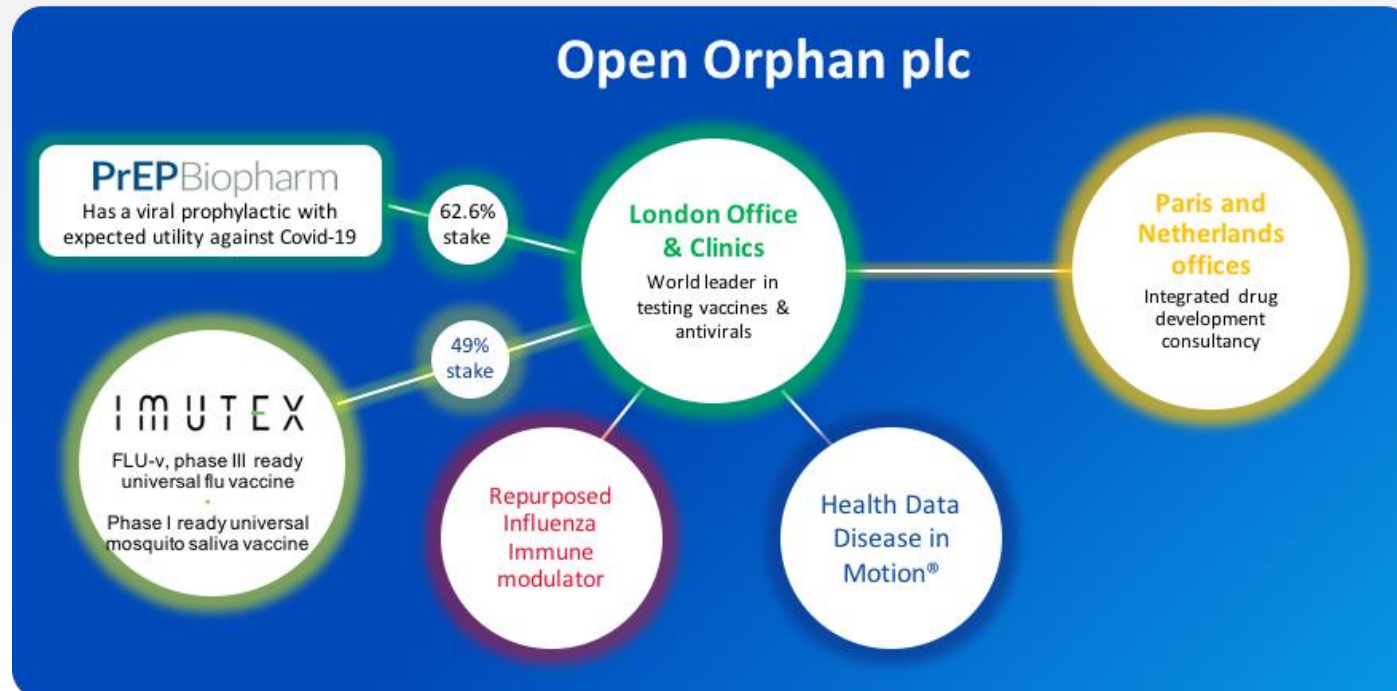 Open Orphan plc
PrEPBiopharm
Has a viral prophylactic with
expected utility against Covid-19
62.6%
stake
London Office
& Clinics
World leader in
testing vaccines &
antivirals
Paris and
Netherlands
offices
Integrated drug
development
consultancy
49%
stake
IMUTEX
FLU-v, phase III ready
universal flu vaccine
Phase I ready universal
mosquito saliva vaccine
Repurposed
Influenza
Immune
modulator
Health Data
Disease in
Motion®